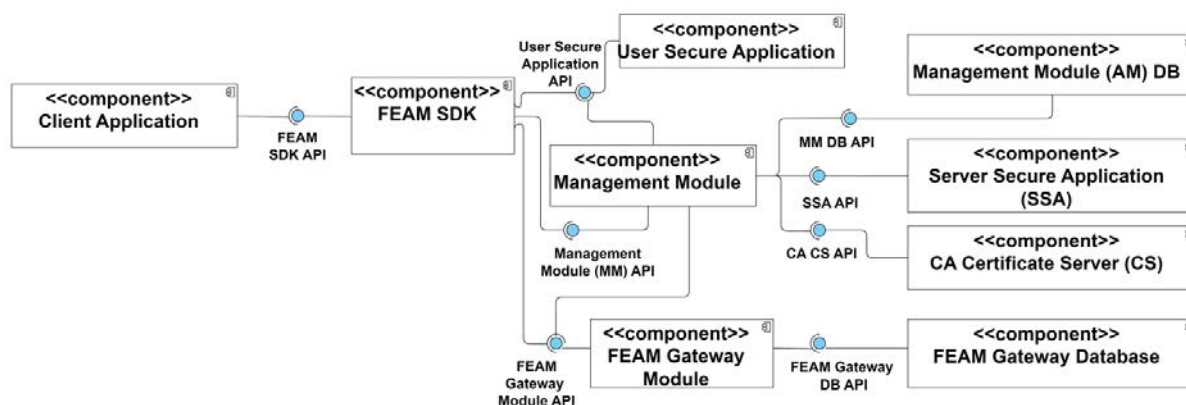 <<component>>
Client Application
FEAM
SDK API
<<component>>
FEAM SDK
User Secure
Application
API
<<component>>
User Secure Application
<<component>>
Management Module
Management
Module (MM) API
<<component>>
Management Module (AM) DB
MM DB API
<<component>>
Server Secure Application
(SSA)
SSA API
<<component>>
CA Certificate Server (CS)
CA CS API
FEAM
Gateway
Module API
<<component>>
FEAM Gateway
Module
FEAM Gateway
DB API
<<component>>
FEAM Gateway Database